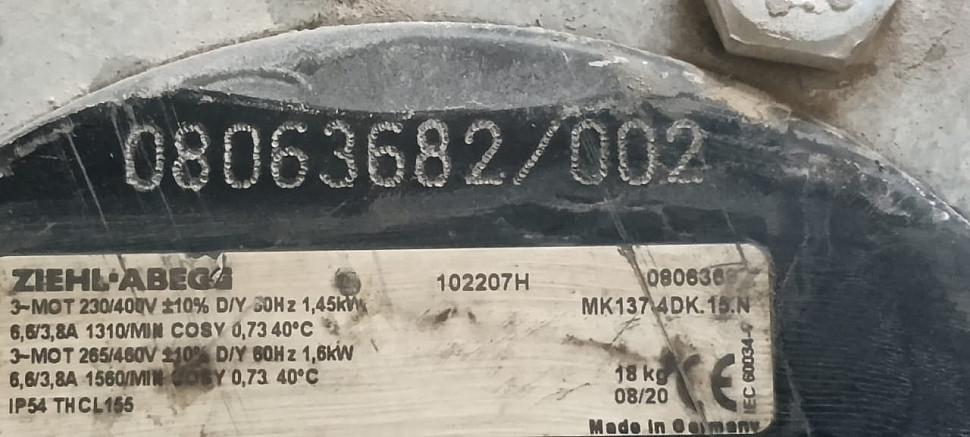 08063682/002
ZIEHL-ABEGG 102207H
3~MOT 230/400V ±10% D/Y 50Hz 1,45kW MK137-4DK.15.N
6,6/3,8A 1310/MIN COSY 0,73 40°C
3~MOT 265/460V ±10% D/Y 60Hz 1,6kW
6,6/3,8A 1560/MIN COSY 0,73 40°C 18 kg CE
IP54 THCL155 08/20
Made in Germany